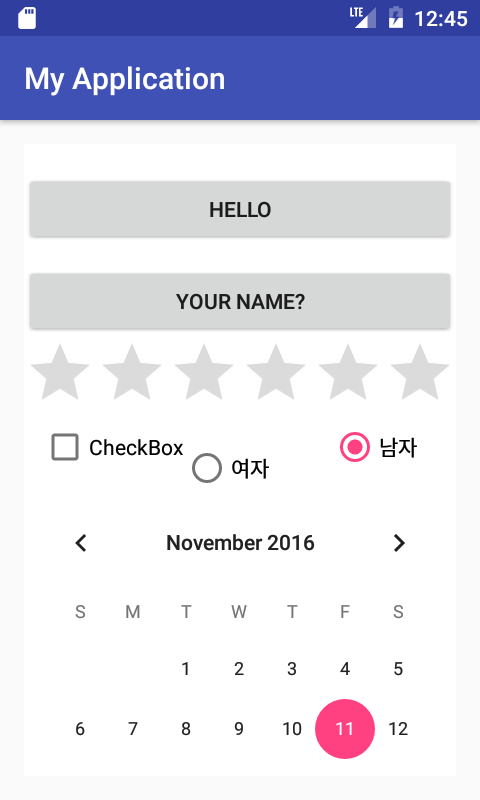 LTE 12:45
My Application
HELLO
YOUR NAME?
CheckBox
여자
남자
November 2016
S M T W T F S
1 2 3 4 5
6 7 8 9 10 11 12